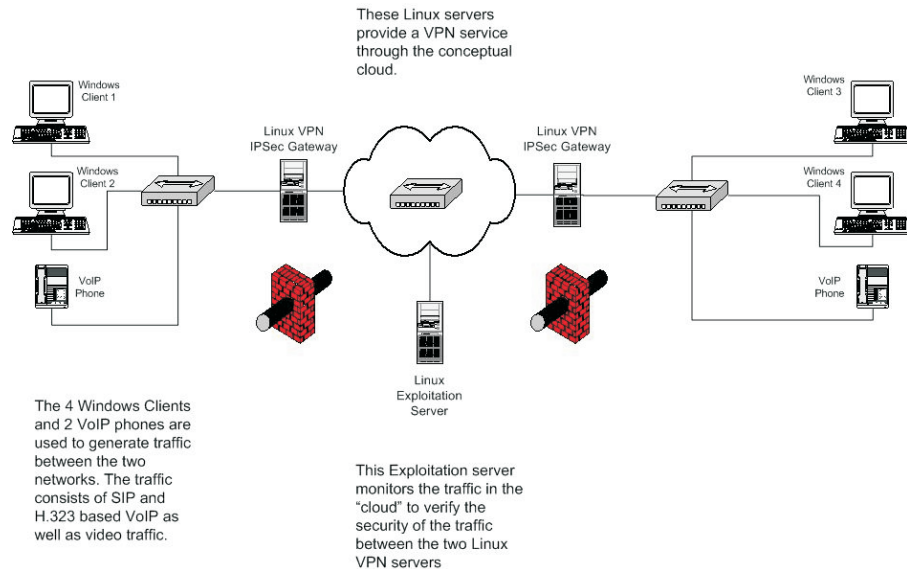 These Linux servers
provide a VPN service
through the conceptual
cloud.
Windows
Client 1
Windows
Client 3
Linux VPN
IPSec Gateway
Linux VPN
IPSec Gateway
Windows
Client 2
Windows
Client 4
VoIP
Phone
VoIP
Phone
Linux
Exploitation
Server
The 4 Windows Clients
and 2 VoIP phones are
used to generate traffic
between the two
networks. The traffic
consists of SIP and
H.323 based VoIP as
well as video traffic.
This Exploitation server
monitors the traffic in the
“cloud” to verify the
security of the traffic
between the two Linux
VPN servers